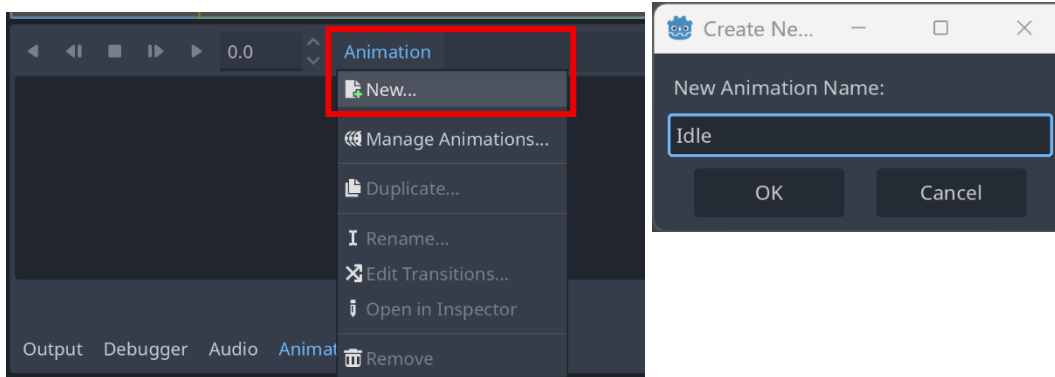 0.0
Animation
New...
Manage Animations...
Duplicate...
Rename...
Edit Transitions...
Open in Inspector
Remove
Output Debugger Audio Animat
Create Ne...
New Animation Name:
Idle
OK Cancel